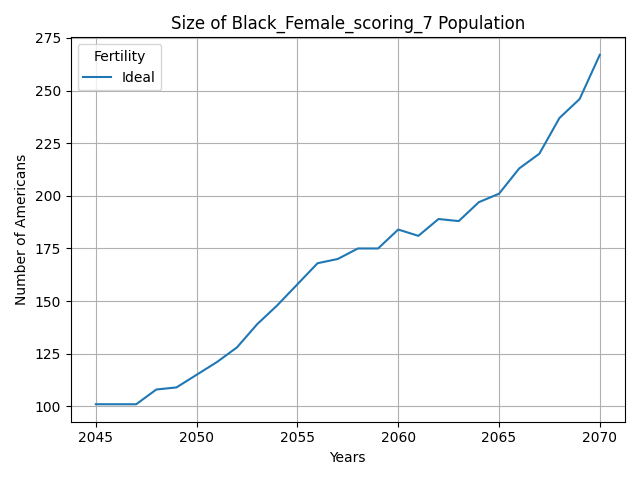 Size of Black_Female_scoring_7 Population
Fertility
Ideal
275
250
225
200
175
150
125
100
Number of Americans
2045 2050 2055 2060 2065 2070
Years